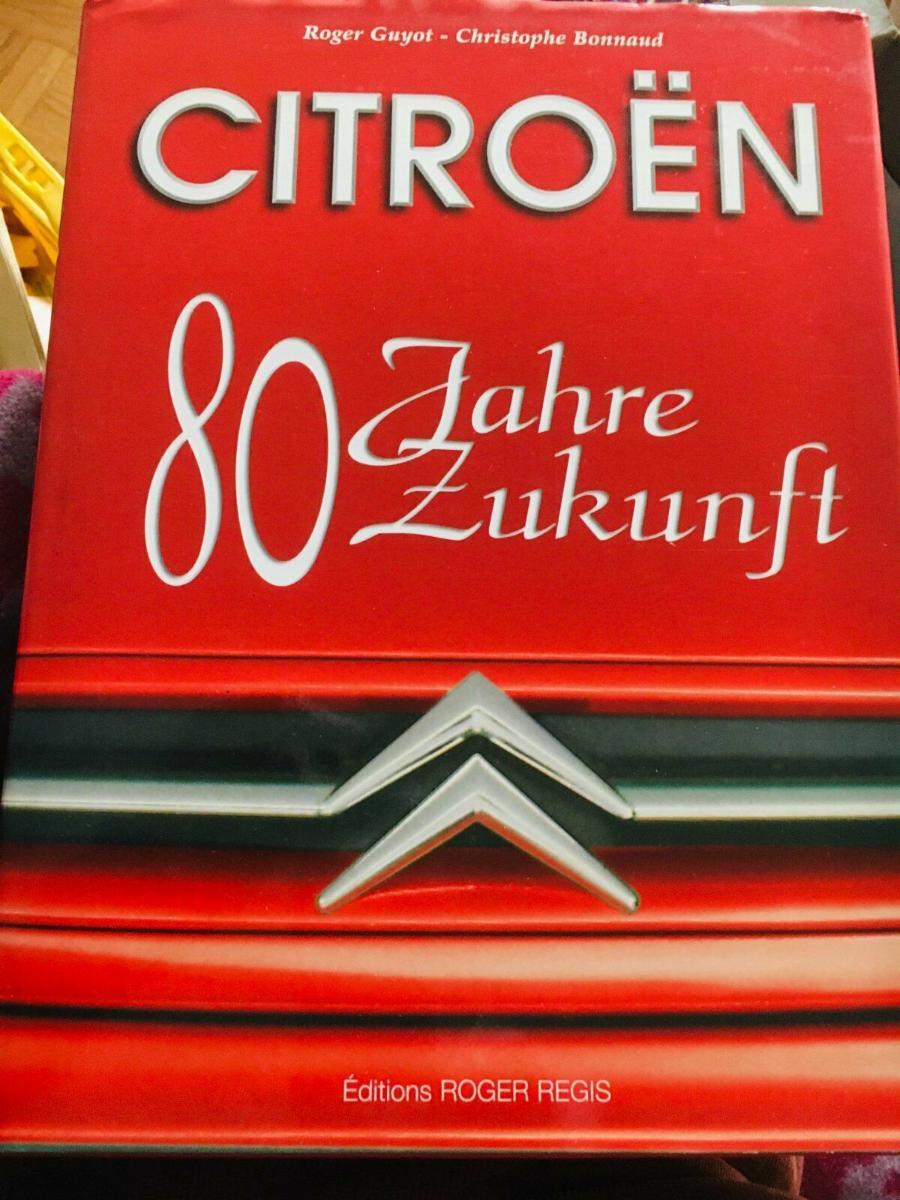 Roger Guyot - Christophe Bonnaud
CITROËN
80 Jahre
Zukunft
Éditions ROGER REGIS